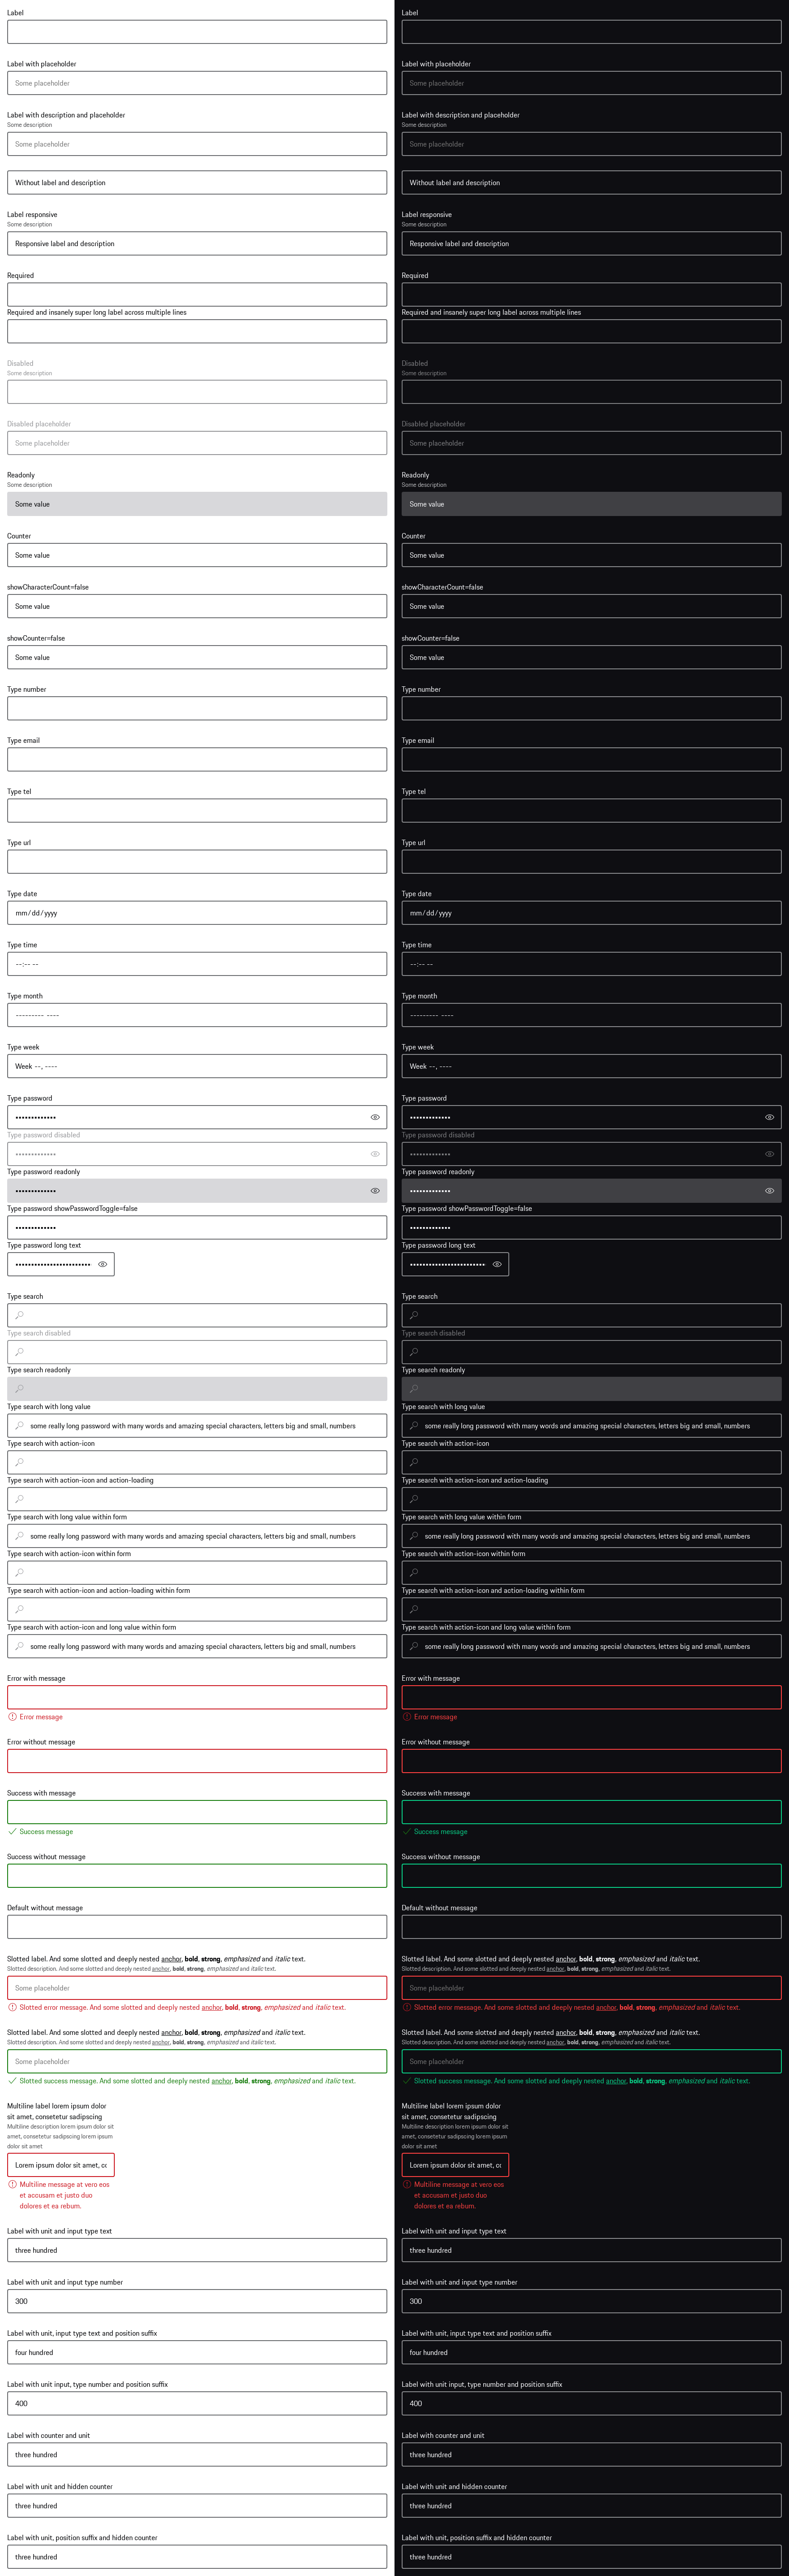 Label
Label with placeholder
Some placeholder
Label with description and placeholder
Some description
Some placeholder
Without label and description
Label responsive
Some description
Responsive label and description
Required
Required and insanely super long label across multiple lines
Disabled
Some description
Disabled placeholder
Some placeholder
Readonly
Some description
Some value
Counter
Some value
showCharacterCount=false
Some value
showCounter=false
Some value
Type number
Type email
Type tel
Type url
Type date
mm/dd/yyyy
Type time
--:-- --
Type month
--------- ----
Type week
Week --, ----
Type password
Type password disabled
Type password readonly
Type password showPasswordToggle=false
Type password long text
Type search
Type search disabled
Type search readonly
Type search with long value
some really long password with many words and amazing special characters, letters big and small, numbers
Type search with action-icon
Type search with action-icon and action-loading
Type search with long value within form
some really long password with many words and amazing special characters, letters big and small, numbers
Type search with action-icon within form
Type search with action-icon and action-loading within form
Type search with action-icon and long value within form
some really long password with many words and amazing special characters, letters big and small, numbers
Error with message
Error message
Error without message
Success with message
Success message
Success without message
Default without message
Slotted label. And some slotted and deeply nested anchor, bold, strong, emphasized and italic text.
Slotted description. And some slotted and deeply nested anchor, bold, strong, emphasized and italic text.
Some placeholder
Slotted error message. And some slotted and deeply nested anchor, bold, strong, emphasized and italic text.
Slotted label. And some slotted and deeply nested anchor, bold, strong, emphasized and italic text.
Slotted description. And some slotted and deeply nested anchor, bold, strong, emphasized and italic text.
Some placeholder
Slotted success message. And some slotted and deeply nested anchor, bold, strong, emphasized and italic text.
Multiline label lorem ipsum dolor
sit amet, consetetur sadipscing
Multiline description lorem ipsum dolor sit
amet, consetetur sadipscing lorem ipsum
dolor sit amet
Lorem ipsum dolor sit amet, co
Multiline message at vero eos
et accusam et justo duo
dolores et ea rebum.
Label with unit and input type text
three hundred
Label with unit and input type number
300
Label with unit, input type text and position suffix
four hundred
Label with unit input, type number and position suffix
400
Label with counter and unit
three hundred
Label with unit and hidden counter
three hundred
Label with unit, position suffix and hidden counter
three hundred
Label
Label with placeholder
Some placeholder
Label with description and placeholder
Some description
Some placeholder
Without label and description
Label responsive
Some description
Responsive label and description
Required
Required and insanely super long label across multiple lines
Disabled
Some description
Disabled placeholder
Some placeholder
Readonly
Some description
Some value
Counter
Some value
showCharacterCount=false
Some value
showCounter=false
Some value
Type number
Type email
Type tel
Type url
Type date
mm/dd/yyyy
Type time
--:-- --
Type month
--------- ----
Type week
Week --, ----
Type password
Type password disabled
Type password readonly
Type password showPasswordToggle=false
Type password long text
Type search
Type search disabled
Type search readonly
Type search with long value
some really long password with many words and amazing special characters, letters big and small, numbers
Type search with action-icon
Type search with action-icon and action-loading
Type search with long value within form
some really long password with many words and amazing special characters, letters big and small, numbers
Type search with action-icon within form
Type search with action-icon and action-loading within form
Type search with action-icon and long value within form
some really long password with many words and amazing special characters, letters big and small, numbers
Error with message
Error message
Error without message
Success with message
Success message
Success without message
Default without message
Slotted label. And some slotted and deeply nested anchor, bold, strong, emphasized and italic text.
Slotted description. And some slotted and deeply nested anchor, bold, strong, emphasized and italic text.
Some placeholder
Slotted error message. And some slotted and deeply nested anchor, bold, strong, emphasized and italic text.
Slotted label. And some slotted and deeply nested anchor, bold, strong, emphasized and italic text.
Slotted description. And some slotted and deeply nested anchor, bold, strong, emphasized and italic text.
Some placeholder
Slotted success message. And some slotted and deeply nested anchor, bold, strong, emphasized and italic text.
Multiline label lorem ipsum dolor
sit amet, consetetur sadipscing
Multiline description lorem ipsum dolor sit
amet, consetetur sadipscing lorem ipsum
dolor sit amet
Lorem ipsum dolor sit amet, co
Multiline message at vero eos
et accusam et justo duo
dolores et ea rebum.
Label with unit and input type text
three hundred
Label with unit and input type number
300
Label with unit, input type text and position suffix
four hundred
Label with unit input, type number and position suffix
400
Label with counter and unit
three hundred
Label with unit and hidden counter
three hundred
Label with unit, position suffix and hidden counter
three hundred